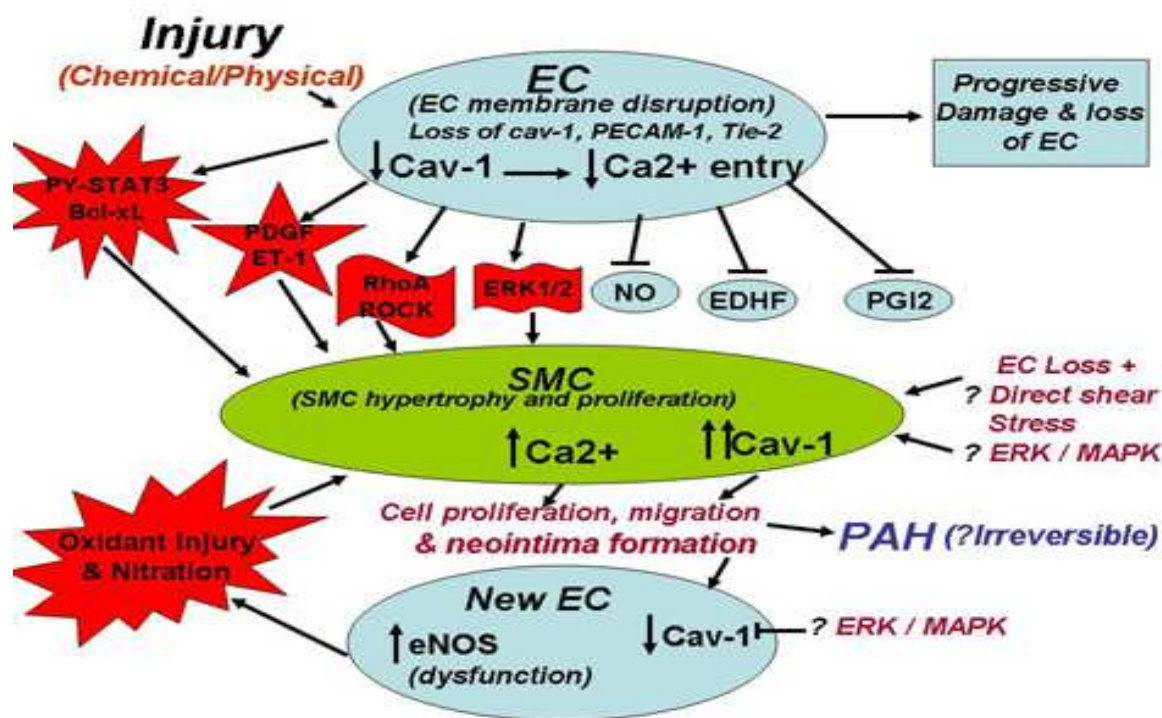 Injury
(Chemical/Physical)
EC
(EC membrane disruption)
Loss of cav-1, PECAM-1, Tie-2
↓Cav-1 → ↓Ca2+ entry
Progressive
Damage & loss
of EC
PY-STAT3
Bcl-xL
PDGF
ET-1
RhoA
ROCK
ERK1/2
NO
EDHF
PGI2
SMC
(SMC hypertrophy and proliferation)
↑Ca2+
↑↑Cav-1
EC Loss +
? Direct shear
Stress
? ERK / MAPK
Cell proliferation, migration
& neointima formation
PAH (?Irreversible)
Oxidant Injury
& Nitration
New EC
↑eNOS
(dysfunction)
↓Cav-1
? ERK / MAPK